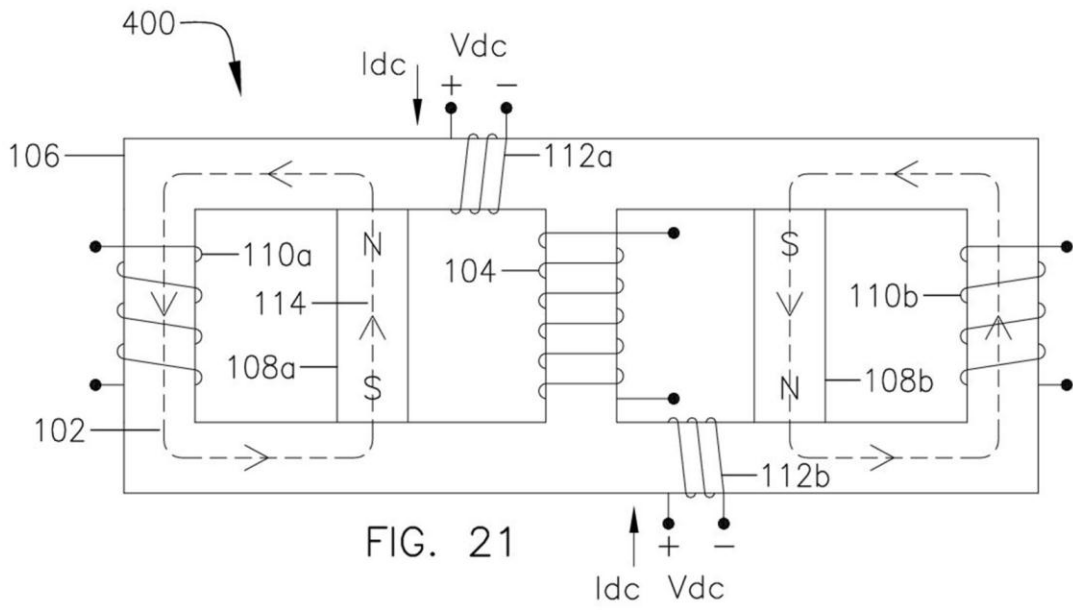 400
Vdc
Idc
+ −
106
112a
N
S
110a
104
114
110b
108a
S
N
108b
102
112b
FIG. 21
+ −
Idc Vdc